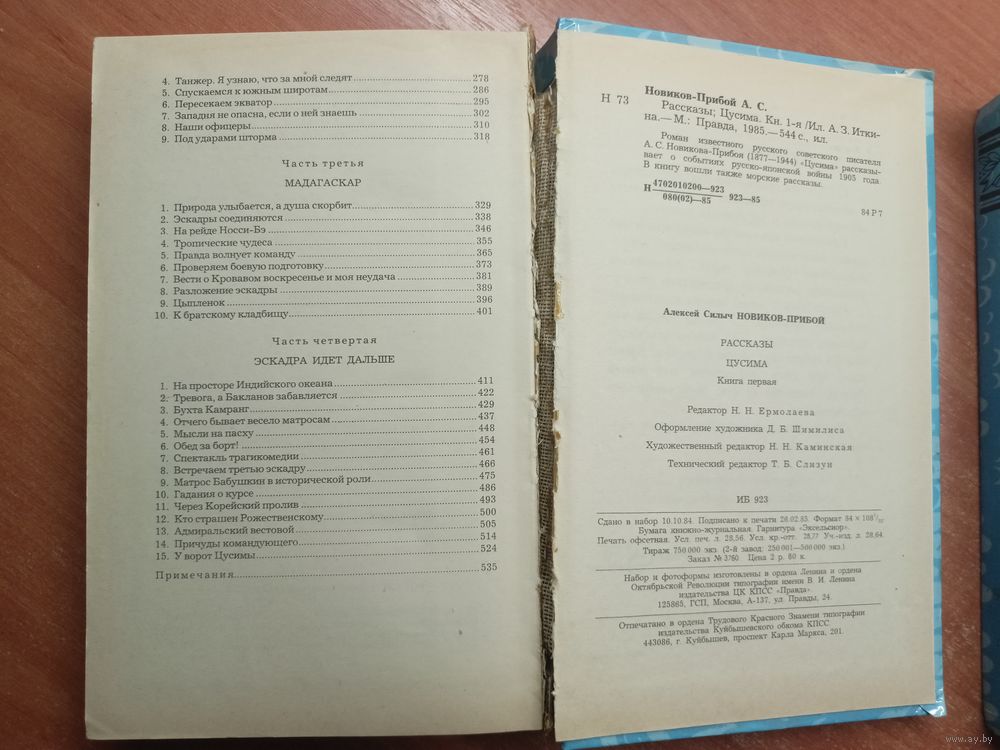 4. Танжер. Я узнаю, что за мной следят 278
5. Спускаемся к южным широтам 286
6. Пересекаем экватор 295
7. Западня не опасна, если о ней знаешь 302
8. Наши офицеры 310
9. Под ударами шторма 318
Часть третья
МАДАГАСКАР
1. Природа улыбается, а душа скорбит 329
2. Эскадры соединяются 338
3. На рейде Носси-Бэ 346
4. Тропические чудеса 355
5. Правда волнует команду 365
6. Проверяем боевую подготовку 373
7. Вести о Кровавом воскресенье и моя неудача 381
8. Разложение эскадры 389
9. Цыпленок 396
10. К братскому кладбищу 401
Часть четвертая
ЭСКАДРА ИДЕТ ДАЛЬШЕ
1. На просторе Индийского океана 411
2. Тревога, а Бакланов забавляется 422
3. Бухта Камранг 429
4. Отчего бывает весело матросам 437
5. Мысли на пасху 448
6. Обед за борт! 454
7. Спектакль трагикомедии 461
8. Встречаем третью эскадру 466
9. Матрос Бабушкин в исторической роли 475
10. Гадания о курсе 486
11. Через Корейский пролив 493
12. Кто страшен Рожественскому 500
13. Адмиральский вестовой 505
14. Причуды командующего 514
15. У ворот Цусимы 524
Примечания 535
Новиков-Прибой А. С.
Н 73 Рассказы; Цусима. Кн. 1-я /Ил. А. З. Итки-
на.— М.: Правда, 1985.— 544 с., ил.
Роман известного русского советского писателя
А. С. Новикова-Прибоя (1877—1944) «Цусима» рассказы-
вает о событиях русско-японской войны 1905 года.
В книгу вошли также морские рассказы.
Н 4702010200—923
080(02)—85 923—85
84 Р 7
Алексей Силыч НОВИКОВ-ПРИБОЙ
РАССКАЗЫ
ЦУСИМА
Книга первая
Редактор Н. Н. Ермолаева
Оформление художника Д. Б. Шимилиса
Художественный редактор Н. Н. Каминская
Технический редактор Т. Б. Слизун
ИБ 923
Сдано в набор 10.10.84. Подписано к печати 26.02.85. Формат 84 × 108 1/32
Бумага книжно-журнальная. Гарнитура «Эксельсиор».
Печать офсетная. Усл. печ. л. 28,56. Усл. кр.-отт. 28,77. Уч.-изд. л. 28,64.
Тираж 750 000 экз. (2-й завод: 250 001—500 000 экз.)
Заказ № 3760. Цена 2 р. 80 к.
Набор и фотоформы изготовлены в ордена Ленина и ордена
Октябрьской Революции типографии имени В. И. Ленина
издательства ЦК КПСС «Правда».
125865, ГСП, Москва, А-137, ул. Правды, 24.
Отпечатано в ордена Трудового Красного Знамени типографии
издательства Куйбышевского обкома КПСС.
443086, г. Куйбышев, проспект Карла Маркса, 201.
www.ay.by